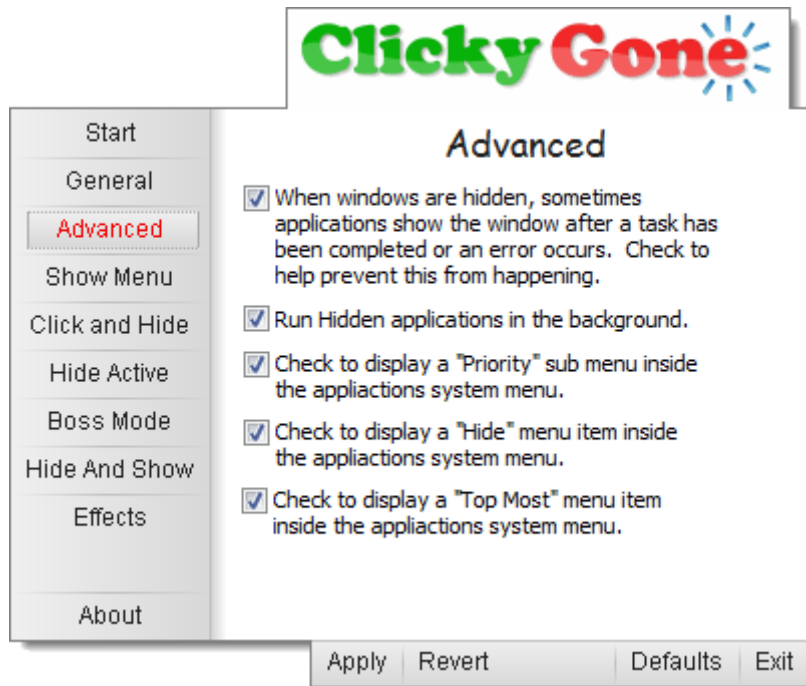 Clicky Gone
Start
General
Advanced
Show Menu
Click and Hide
Hide Active
Boss Mode
Hide And Show
Effects
About
Advanced
When windows are hidden, sometimes
applications show the window after a task has
been completed or an error occurs.  Check to
help prevent this from happening.
Run Hidden applications in the background.
Check to display a "Priority" sub menu inside
the appliactions system menu.
Check to display a "Hide" menu item inside
the appliactions system menu.
Check to display a "Top Most" menu item
inside the appliactions system menu.
Apply Revert Defaults Exit